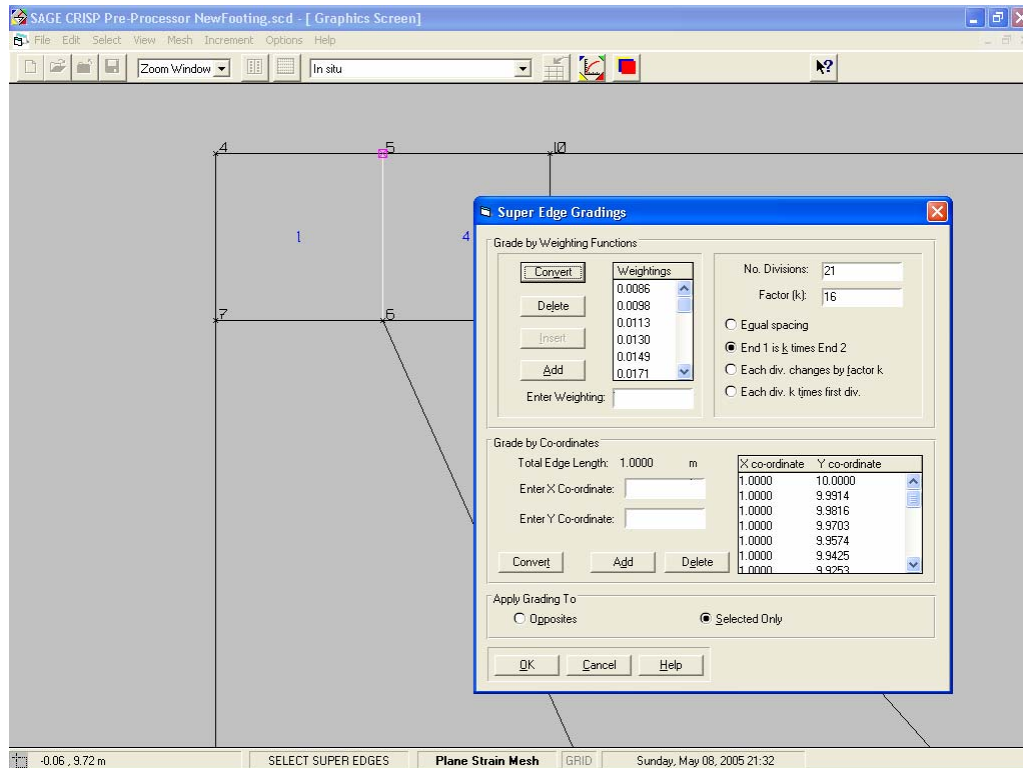 SAGE CRISP Pre-Processor NewFooting.scd - [ Graphics Screen]
File Edit Select View Mesh Increment Options Help
Zoom Window
In situ
4 5 10
1 4
7 6
Super Edge Gradings
Grade by Weighting Functions
Convert
Delete
Insert
Add
Enter Weighting:
Weightings
0.0086
0.0098
0.0113
0.0130
0.0149
0.0171
No. Divisions: 21
Factor (k): 16
Equal spacing
End 1 is k times End 2
Each div. changes by factor k
Each div. k times first div.
Grade by Co-ordinates
Total Edge Length: 1.0000 m
Enter X Co-ordinate:
Enter Y Co-ordinate:
Convert Add Delete
X co-ordinate Y co-ordinate
1.0000 10.0000
1.0000 9.9914
1.0000 9.9816
1.0000 9.9703
1.0000 9.9574
1.0000 9.9425
1.0000 9.9253
Apply Grading To
Opposites Selected Only
OK Cancel Help
-0.06 , 9.72 m SELECT SUPER EDGES Plane Strain Mesh GRID Sunday, May 08, 2005 21:32